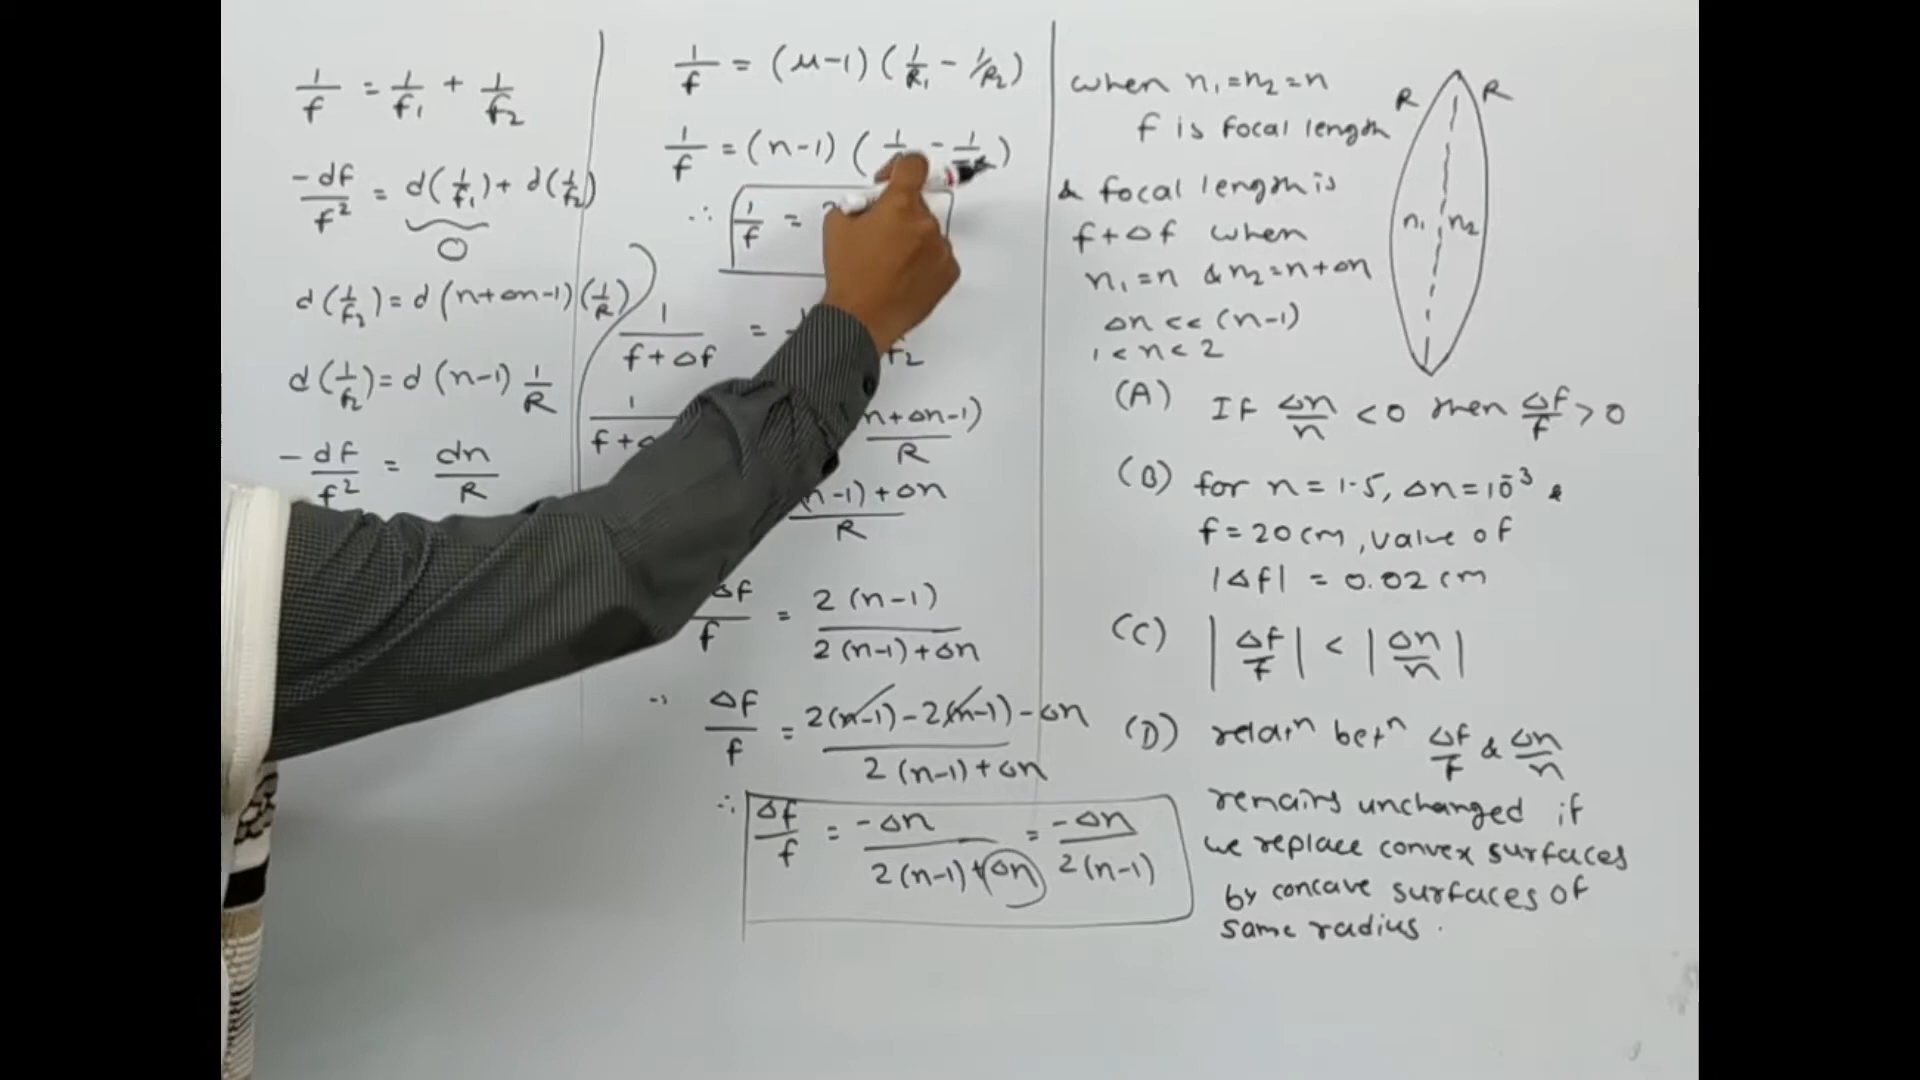 1/f = 1/f₁ + 1/f₂
-df/f² = d(1/f₁) + d(1/f₂)
0
d(1/f₂) = d(n+Δn-1)(1/R)
d(1/f₂) = d(n-1) 1/R
-df/f² = dn/R
1/f = (μ-1)(1/R₁ - 1/R₂)
1/f = (n-1)(
∴ 1/f =
1/(f+Δf) =
n+Δn-1)/R
(n-1)+Δn/R
Δf/f = 2(n-1)/(2(n-1)+Δn)
∴ Δf/f = (2(n-1)-2(n-1)-Δn)/(2(n-1)+Δn)
∴ Δf/f = -Δn/(2(n-1)+Δn) = -Δn/(2(n-1))
when n₁=n₂=n
f is focal length
& focal length is
f+Δf when
n₁=n & n₂=n+Δn
Δn << (n-1)
1<n<2
R R
n₁ n₂
(A) If Δn/n <0 then Δf/f >0
(B) for n=1.5, Δn=10⁻³ &
f=20cm, value of
|Δf| = 0.02 cm
(C) |Δf/f| < |Δn/n|
(D) relaⁿ betⁿ Δf/f & Δn/n
remains unchanged if
we replace convex surfaces
by concave surfaces of
same radius.